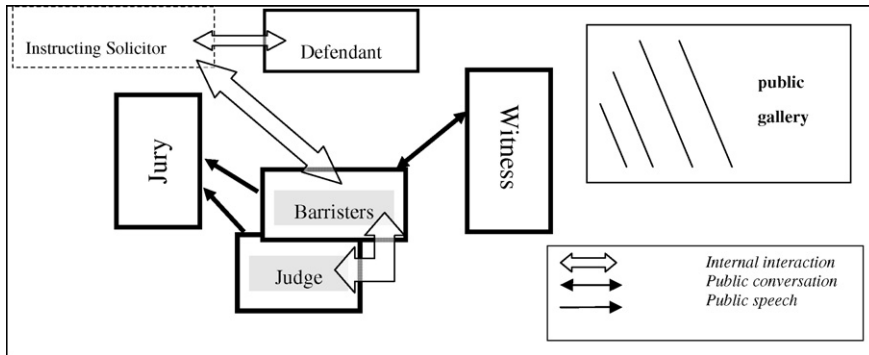 Instructing Solicitor
Defendant
public
gallery
Jury
Witness
Barristers
Judge
Internal interaction
Public conversation
Public speech